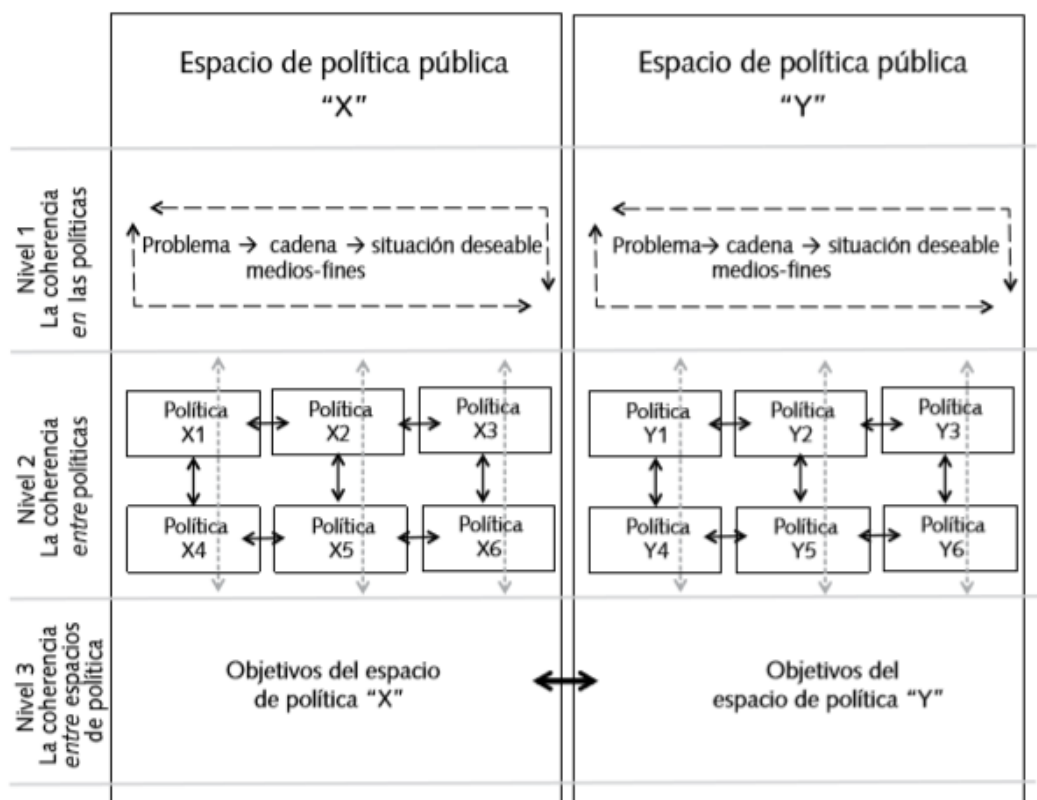 Espacio de política pública
“X”
Espacio de política pública
“Y”
Nivel 1
La coherencia
en las políticas
Problema → cadena → situación deseable
medios-fines
Problema → cadena → situación deseable
medios-fines
Nivel 2
La coherencia
entre políticas
Política
X1
Política
X2
Política
X3
Política
Y1
Política
Y2
Política
Y3
Política
X4
Política
X5
Política
X6
Política
Y4
Política
Y5
Política
Y6
Nivel 3
La coherencia
entre espacios
de política
Objetivos del espacio
de política “X”
Objetivos del
espacio de política “Y”